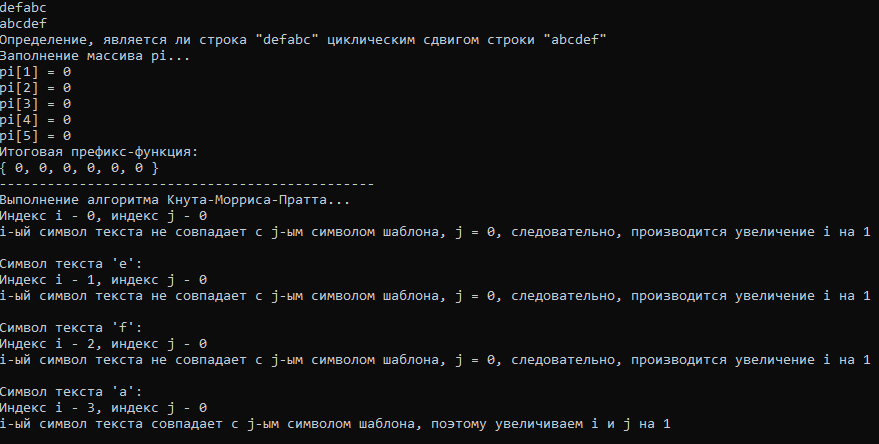 defabc
abcdef
Определение, является ли строка "defabc" циклическим сдвигом строки "abcdef"
Заполнение массива pi...
pi[1] = 0
pi[2] = 0
pi[3] = 0
pi[4] = 0
pi[5] = 0
Итоговая префикс-функция:
{ 0, 0, 0, 0, 0, 0 }
-----------------------------------------------
Выполнение алгоритма Кнута-Морриса-Пратта...
Индекс i - 0, индекс j - 0
i-ый символ текста не совпадает с j-ым символом шаблона, j = 0, следовательно, производится увеличение i на 1

Символ текста 'e':
Индекс i - 1, индекс j - 0
i-ый символ текста не совпадает с j-ым символом шаблона, j = 0, следовательно, производится увеличение i на 1

Символ текста 'f':
Индекс i - 2, индекс j - 0
i-ый символ текста не совпадает с j-ым символом шаблона, j = 0, следовательно, производится увеличение i на 1

Символ текста 'a':
Индекс i - 3, индекс j - 0
i-ый символ текста совпадает с j-ым символом шаблона, поэтому увеличиваем i и j на 1